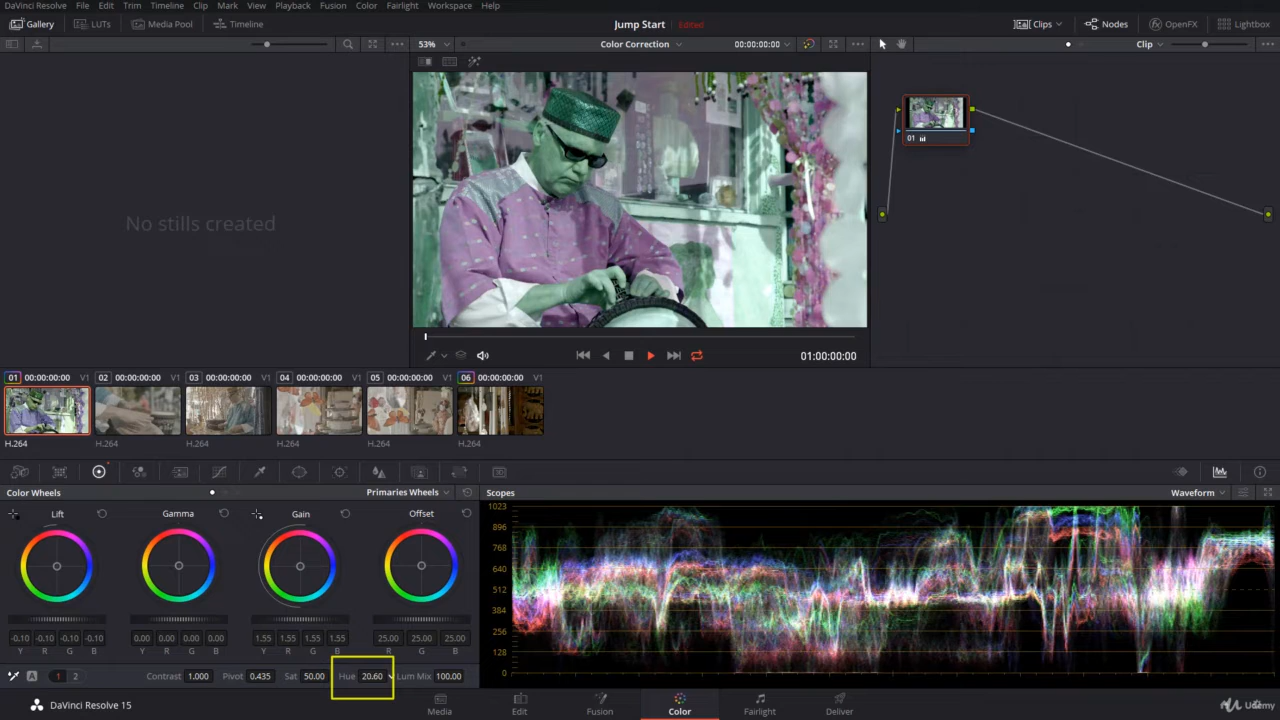 DaVinci Resolve File Edit Trim Timeline Clip Mark View Playback Fusion Color Fairlight Workspace Help
Gallery LUTs Media Pool Timeline Jump Start Edited Clips Nodes OpenFX Lightbox
53% Color Correction 00:00:00:00 Clip
01
No stills created
01:00:00:00
01 00:00:00:00 V1 02 00:00:00:00 V1 03 00:00:00:00 V1 04 00:00:00:00 V1 05 00:00:00:00 V1 06 00:00:00:00 V1
H.264 H.264 H.264 H.264 H.264 H.264
Color Wheels Primaries Wheels Scopes Waveform
Lift Gamma Gain Offset
1023
896
768
640
512
384
256
128
0
-0.10 -0.10 -0.10 -0.10 0.00 0.00 0.00 0.00 1.55 1.55 1.55 1.55 25.00 25.00 25.00
Y R G B Y R G B Y R G B R G B
A 1 2 Contrast 1.000 Pivot 0.435 Sat 50.00 Hue 20.60 Lum Mix 100.00
DaVinci Resolve 15 Media Edit Fusion Color Fairlight Deliver Udemy